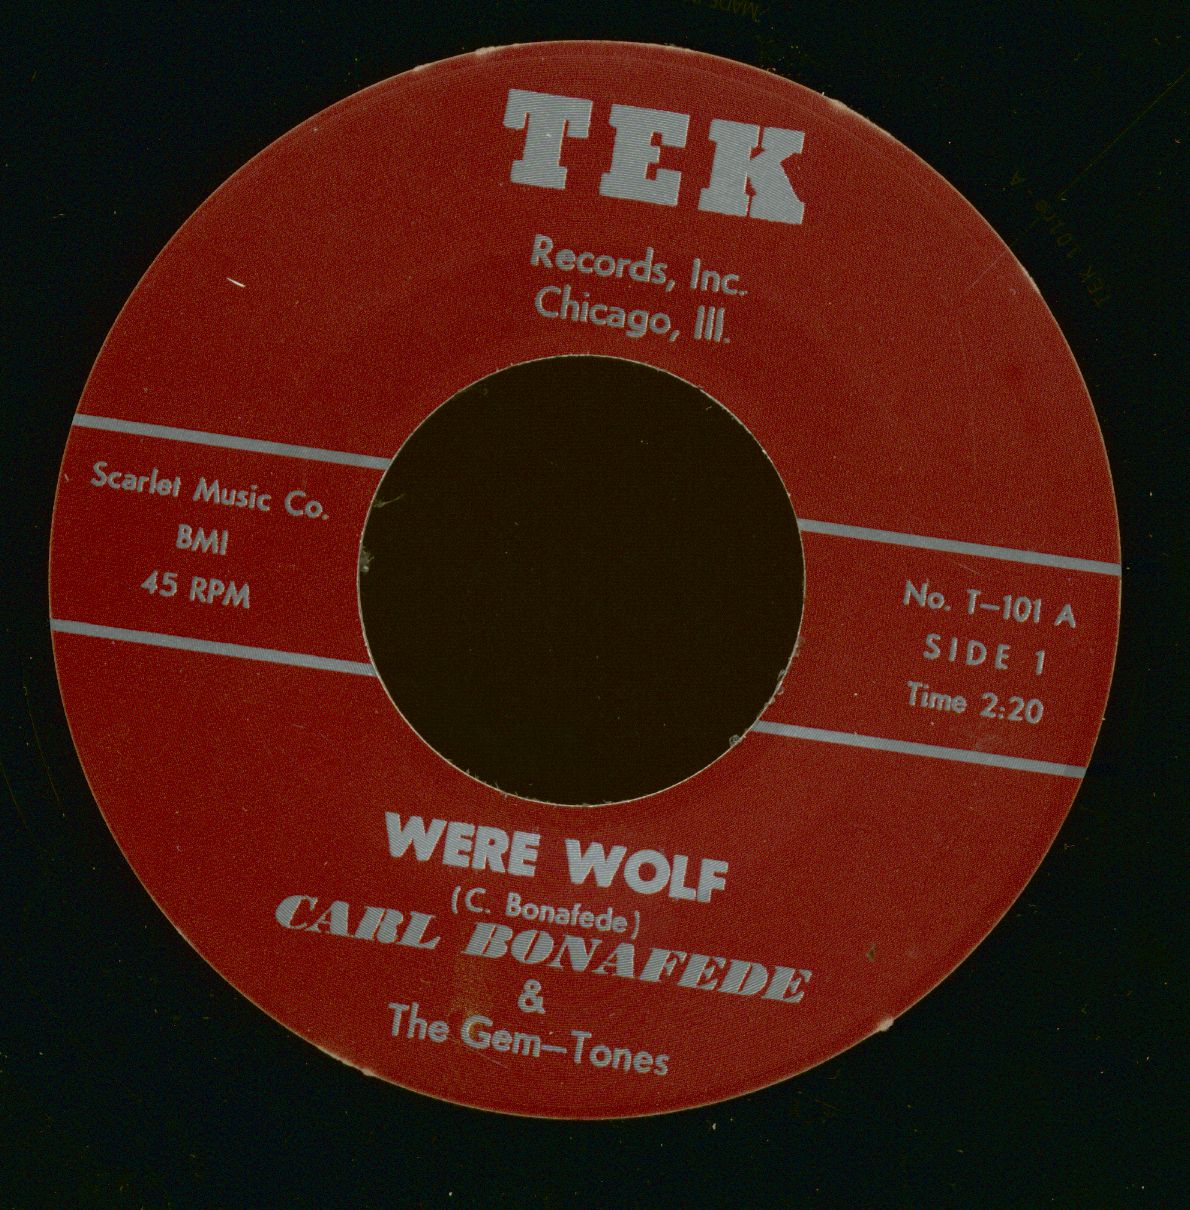 TEK
Records, Inc.
Chicago, Ill.
Scarlet Music Co.
BMI
45 RPM
No. T-101 A
SIDE 1
Time 2:20
WERE WOLF
(C. Bonafede)
CARL BONAFEDE
&
The Gem-Tones